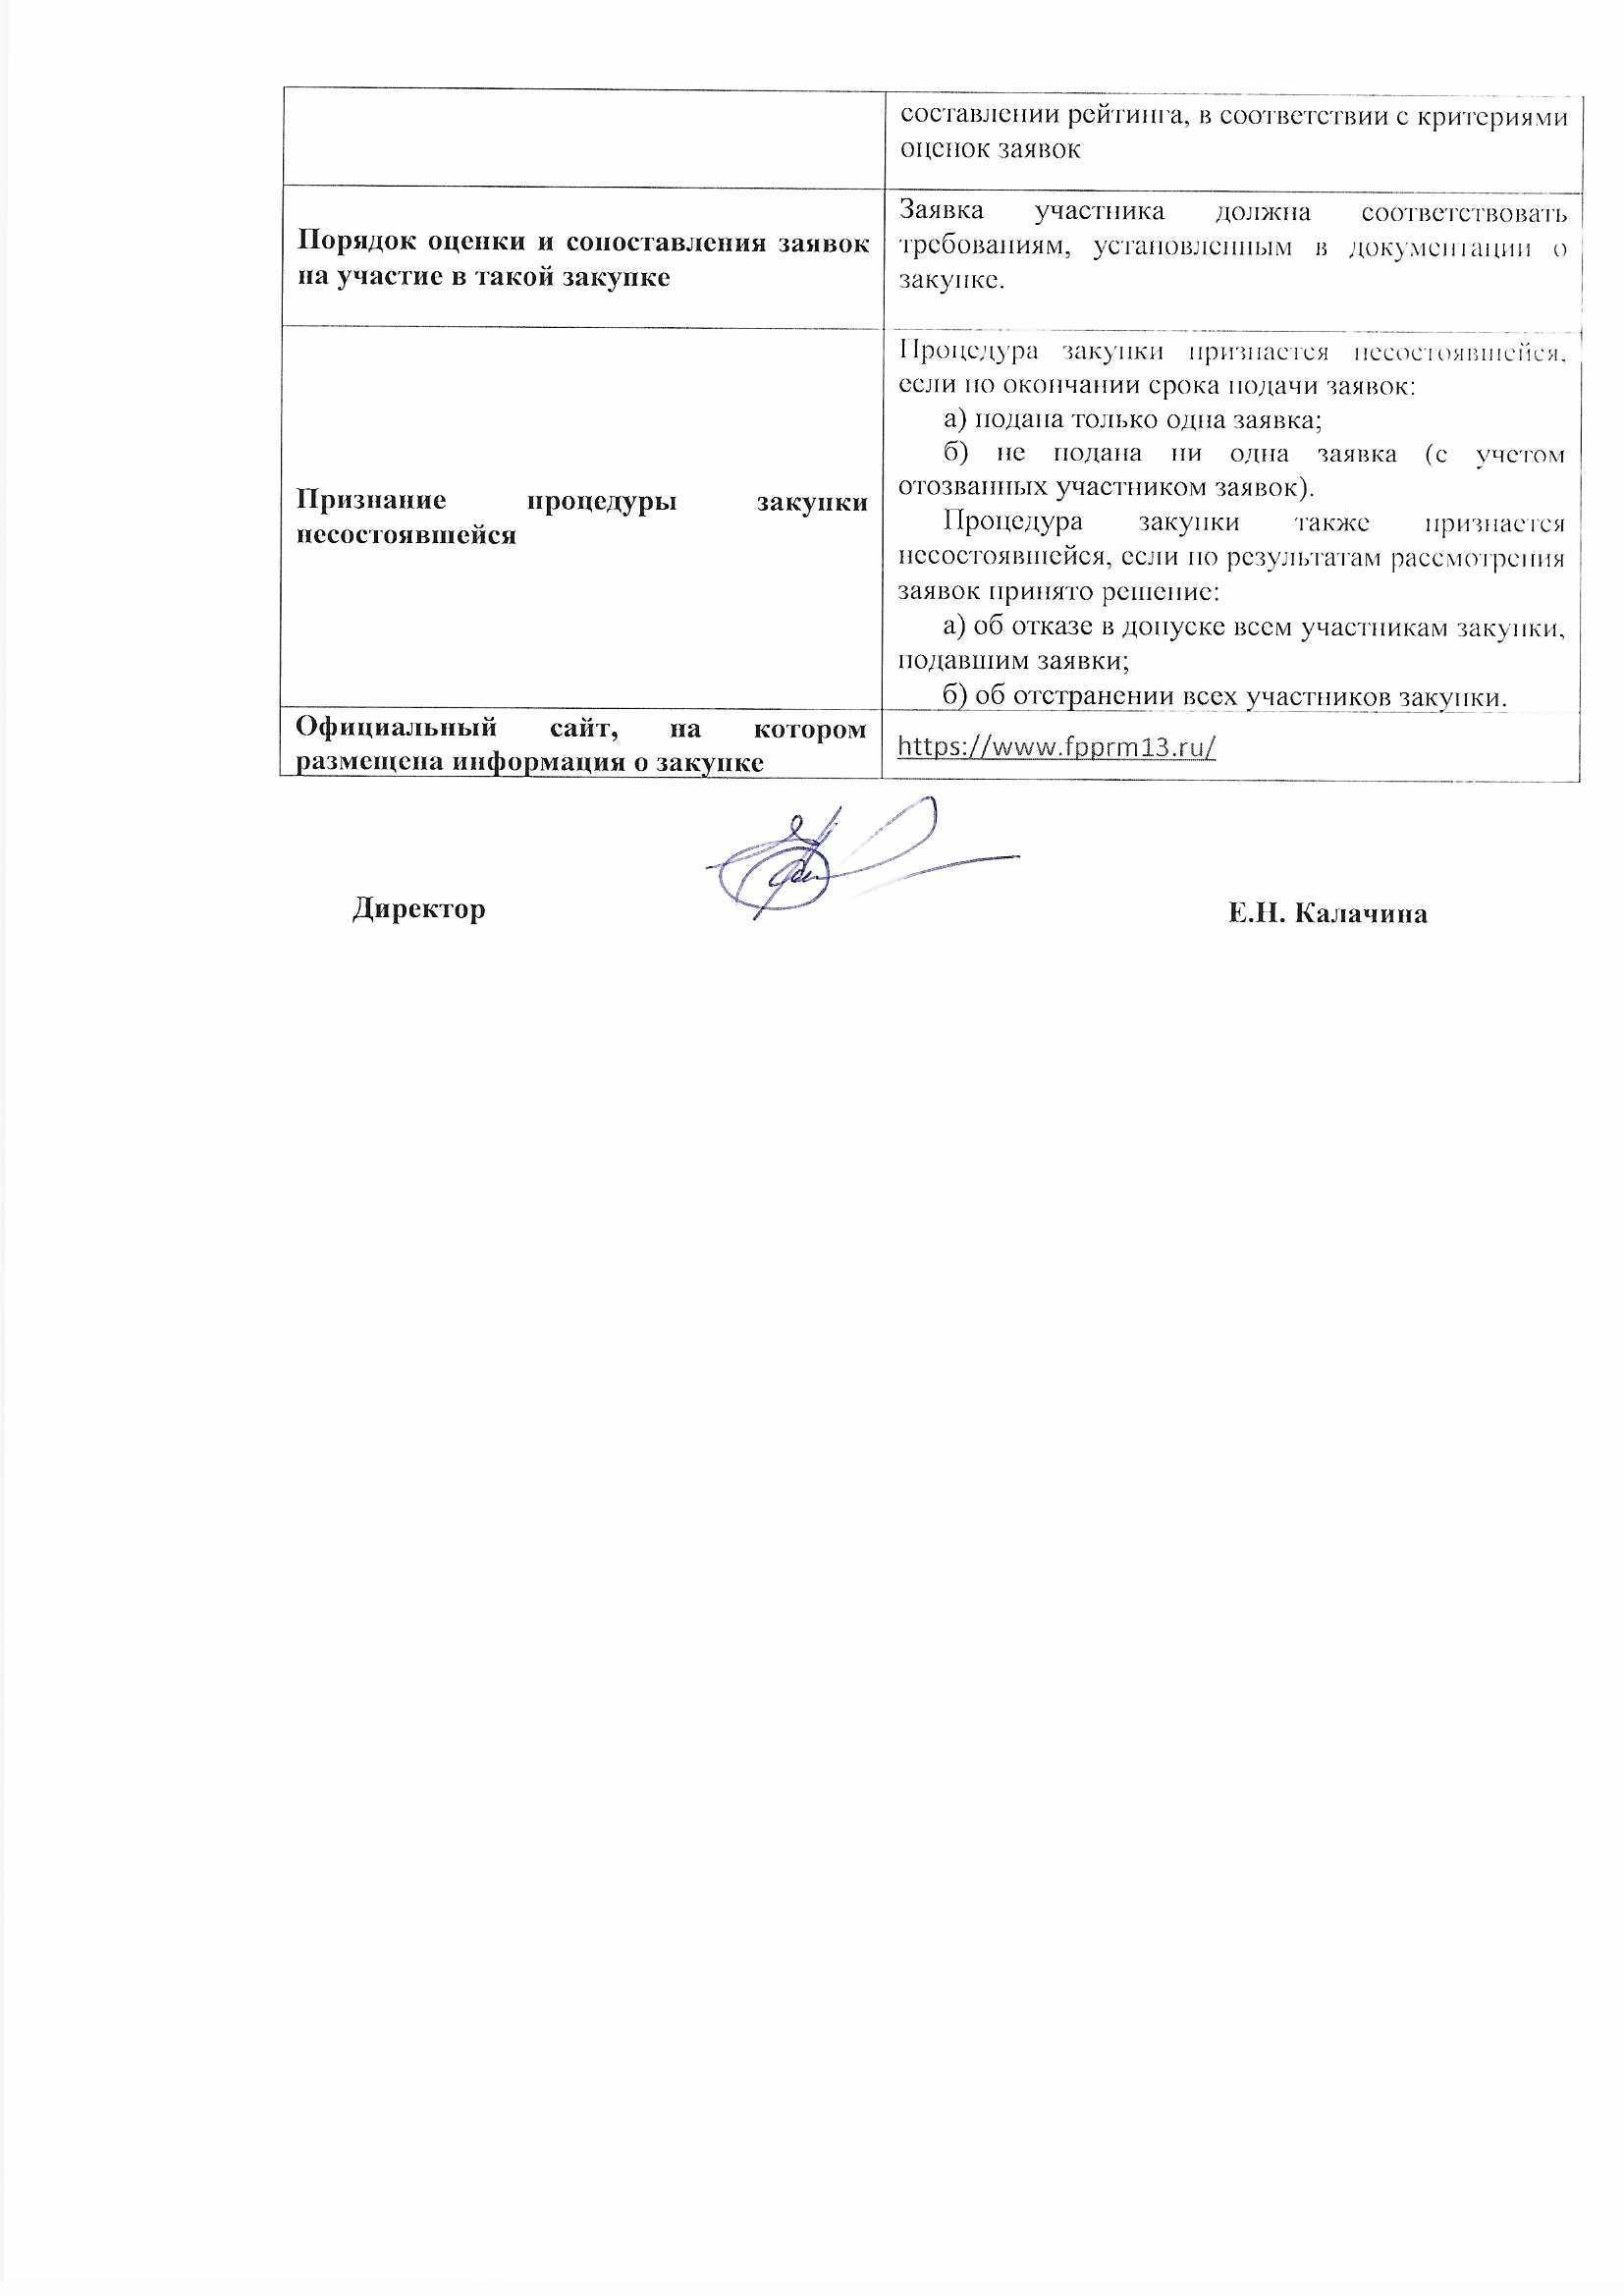 составлении рейтинга, в соответствии с критериями
оценок заявок
Порядок оценки и сопоставления заявок
на участие в такой закупке
Заявка участника должна соответствовать
требованиям, установленным в документации о
закупке.
Признание процедуры закупки
несостоявшейся
Процедура закупки признается несостоявшейся,
если по окончании срока подачи заявок:
а) подана только одна заявка;
б) не подана ни одна заявка (с учетом
отозванных участником заявок).
Процедура закупки также признается
несостоявшейся, если по результатам рассмотрения
заявок принято решение:
а) об отказе в допуске всем участникам закупки,
подавшим заявки;
б) об отстранении всех участников закупки.
Официальный сайт, на котором
размещена информация о закупке
https://www.fpprm13.ru/
Директор
Е.Н. Калачина